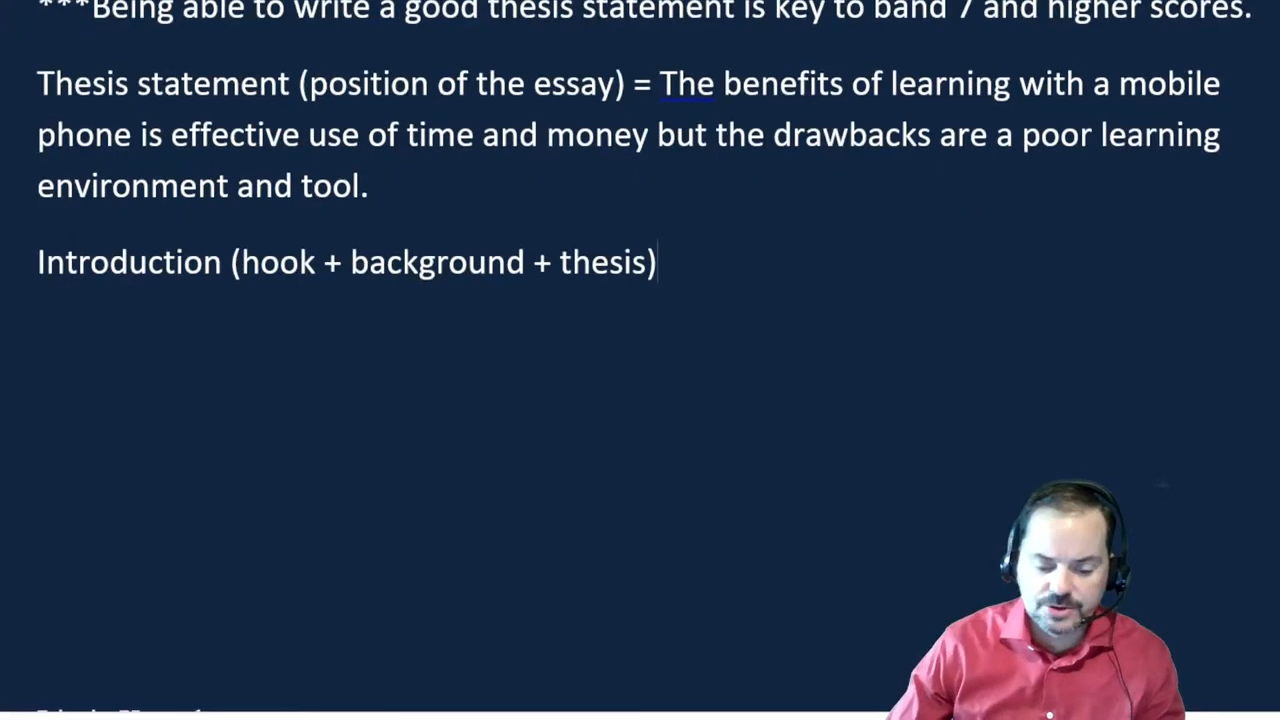 ***Being able to write a good thesis statement is key to band 7 and higher scores.
Thesis statement (position of the essay) = The benefits of learning with a mobile
phone is effective use of time and money but the drawbacks are a poor learning
environment and tool.
Introduction (hook + background + thesis)